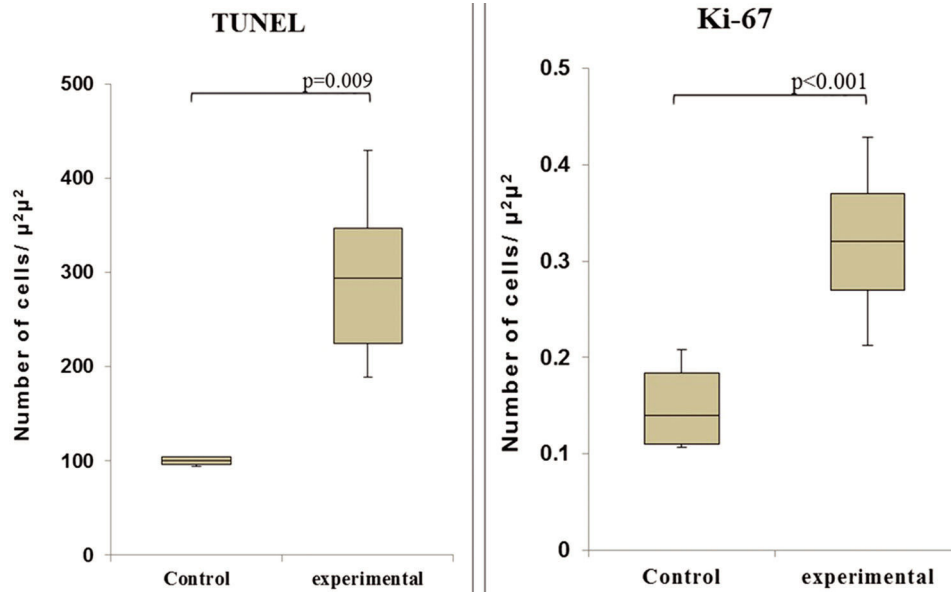 TUNEL
p=0.009
500
400
300
200
100
0
Number of cells/ µ²µ²
Control experimental
Ki-67
p<0.001
0.5
0.4
0.3
0.2
0.1
0
Number of cells/ µ²µ²
Control experimental